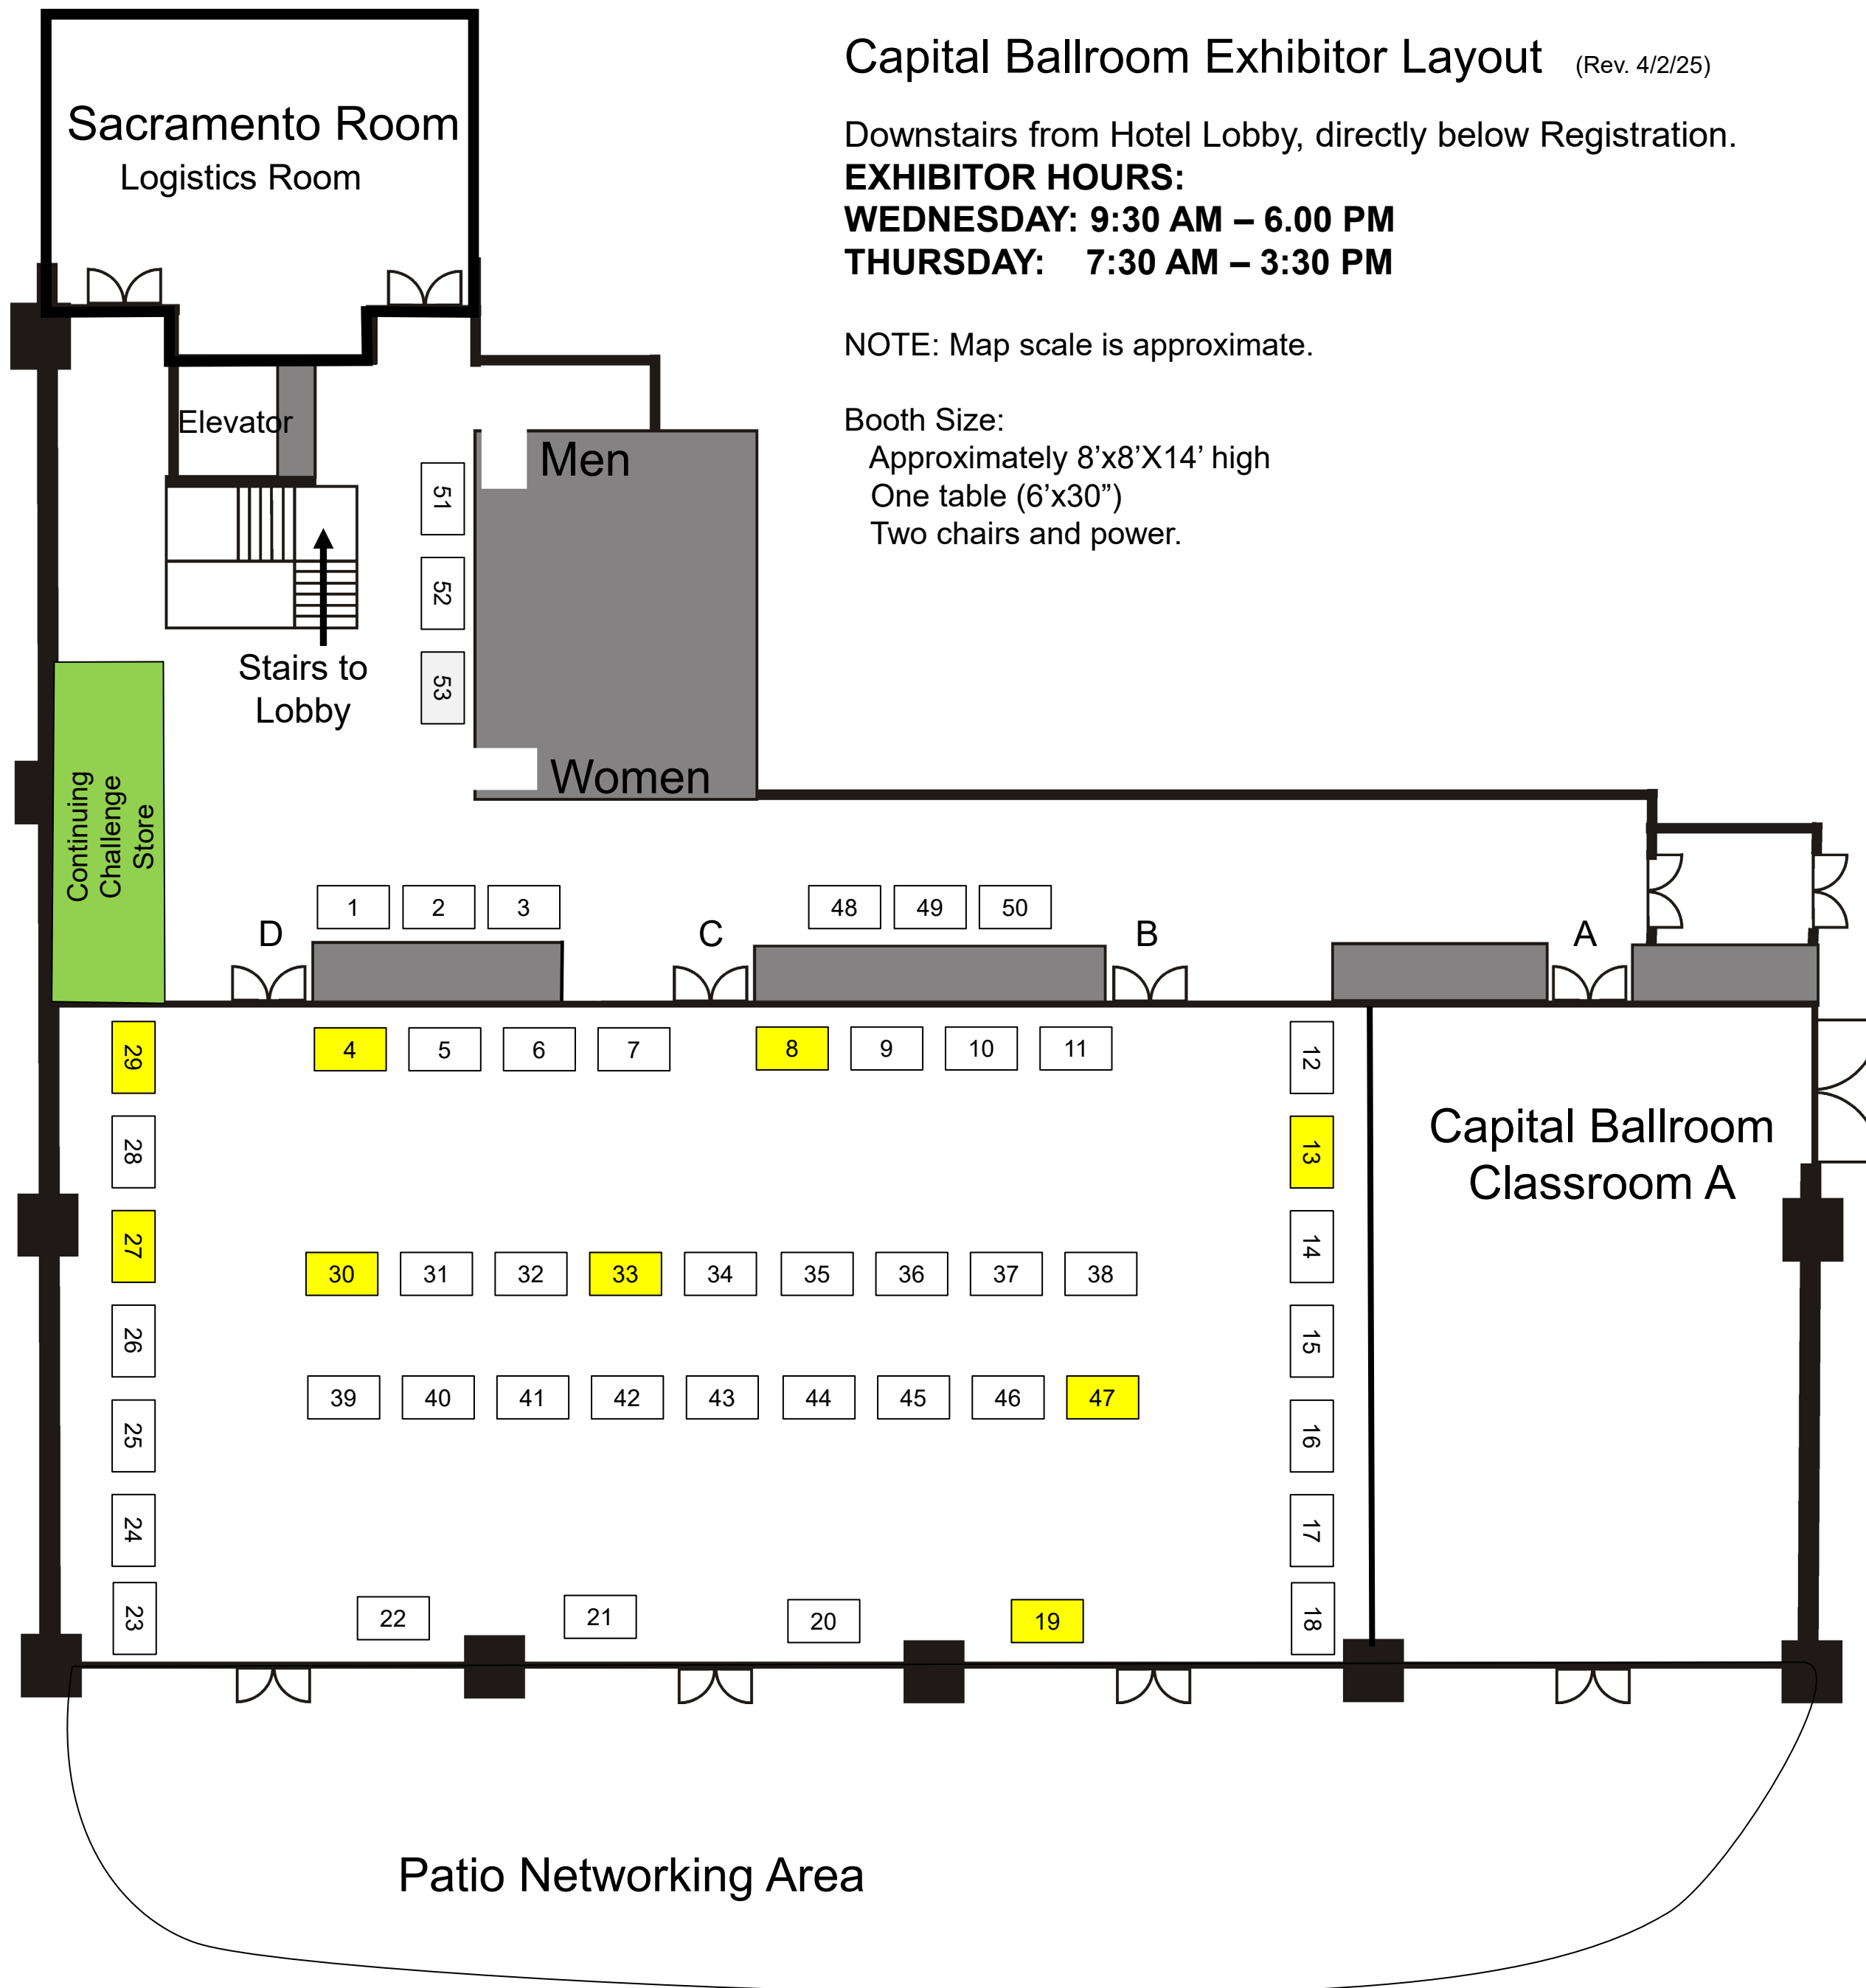 Capital Ballroom Exhibitor Layout (Rev. 4/2/25)
Downstairs from Hotel Lobby, directly below Registration.
EXHIBITOR HOURS:
WEDNESDAY: 9:30 AM – 6.00 PM
THURSDAY: 7:30 AM – 3:30 PM
NOTE: Map scale is approximate.
Booth Size:
Approximately 8’x8’X14’ high
One table (6’x30”)
Two chairs and power.
Sacramento Room
Logistics Room
Elevator
Men
51
52
53
Stairs to
Lobby
Women
Continuing
Challenge
Store
1 2 3 48 49 50
D C B A
4 5 6 7 8 9 10 11
29
28
27
26
25
24
23
12
13
14
15
16
17
18
Capital Ballroom
Classroom A
30 31 32 33 34 35 36 37 38
39 40 41 42 43 44 45 46 47
22 21 20 19
Patio Networking Area